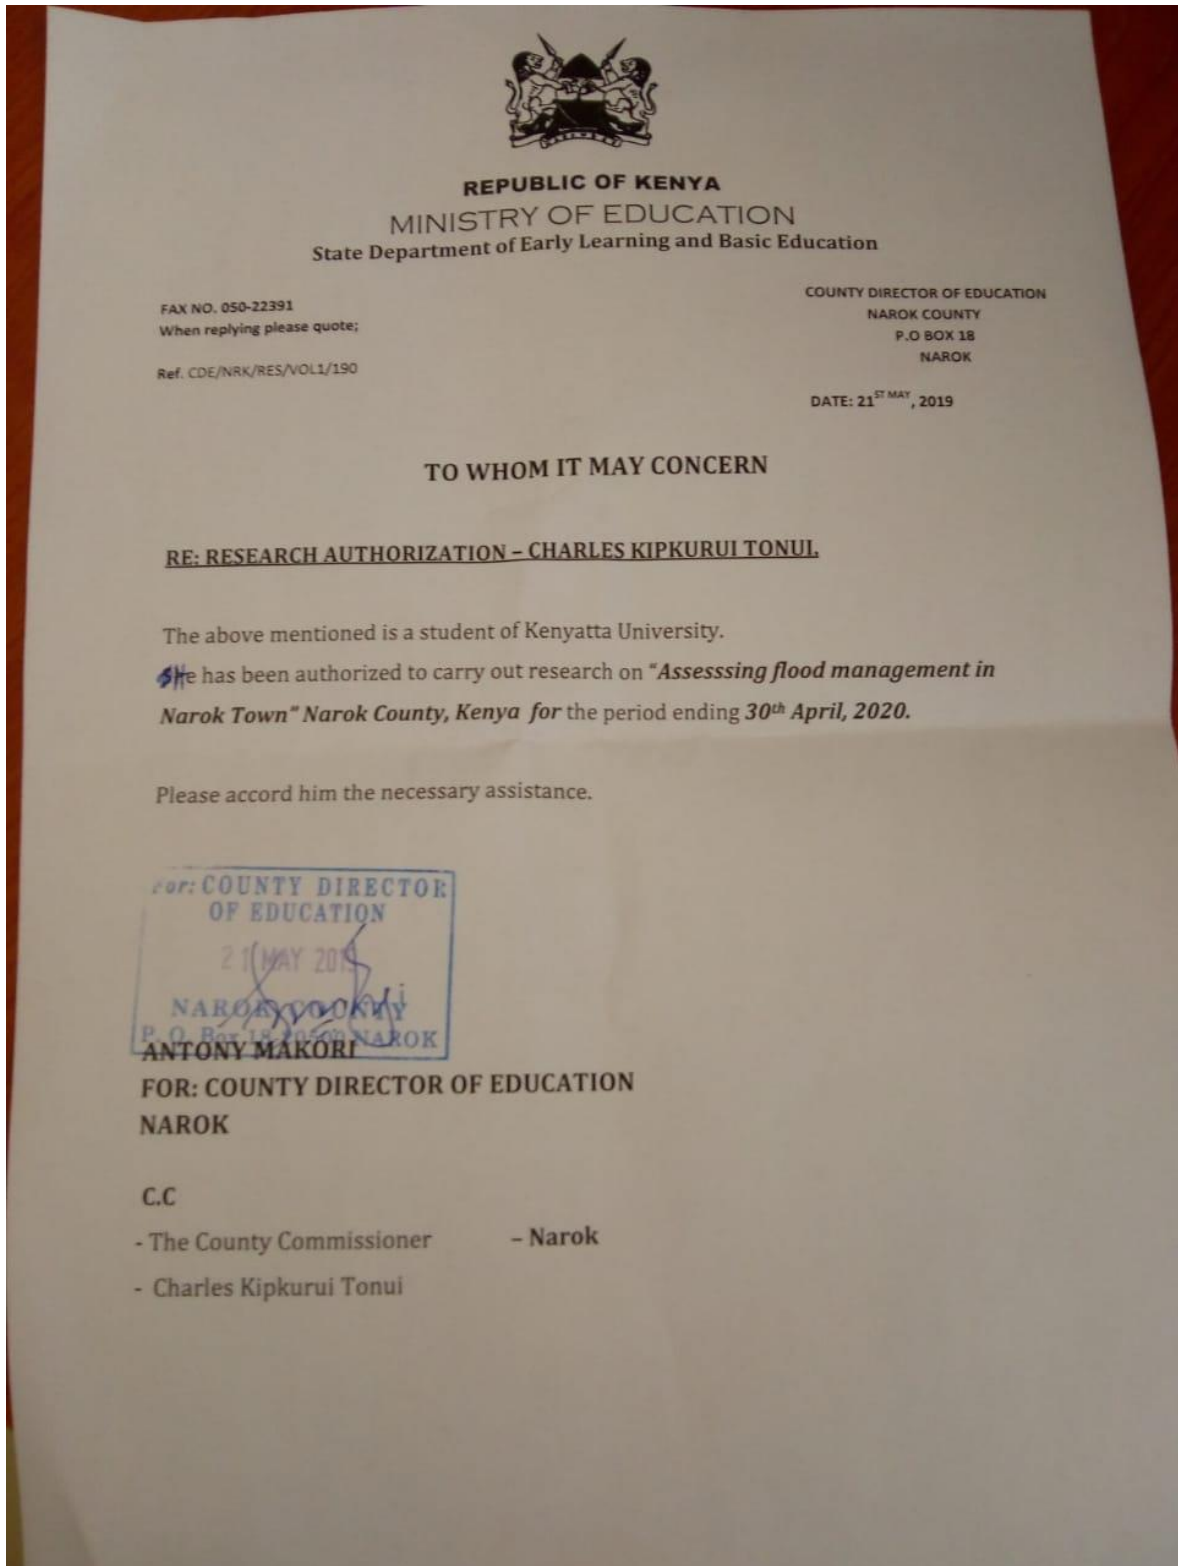 REPUBLIC OF KENYA
MINISTRY OF EDUCATION
State Department of Early Learning and Basic Education
FAX NO. 050-22391
When replying please quote;
Ref. CDE/NRK/RES/VOL1/190
COUNTY DIRECTOR OF EDUCATION
NAROK COUNTY
P.O BOX 18
NAROK
DATE: 21ST MAY, 2019
TO WHOM IT MAY CONCERN
RE: RESEARCH AUTHORIZATION – CHARLES KIPKURUI TONUI.
The above mentioned is a student of Kenyatta University.
He has been authorized to carry out research on "Assesssing flood management in
Narok Town" Narok County, Kenya for the period ending 30th April, 2020.
Please accord him the necessary assistance.
For: COUNTY DIRECTOR
OF EDUCATION
21 MAY 2019
NAROK COUNTY
P. O. Box 18-20500 NAROK
ANTONY MAKORI
FOR: COUNTY DIRECTOR OF EDUCATION
NAROK
C.C
- The County Commissioner – Narok
- Charles Kipkurui Tonui